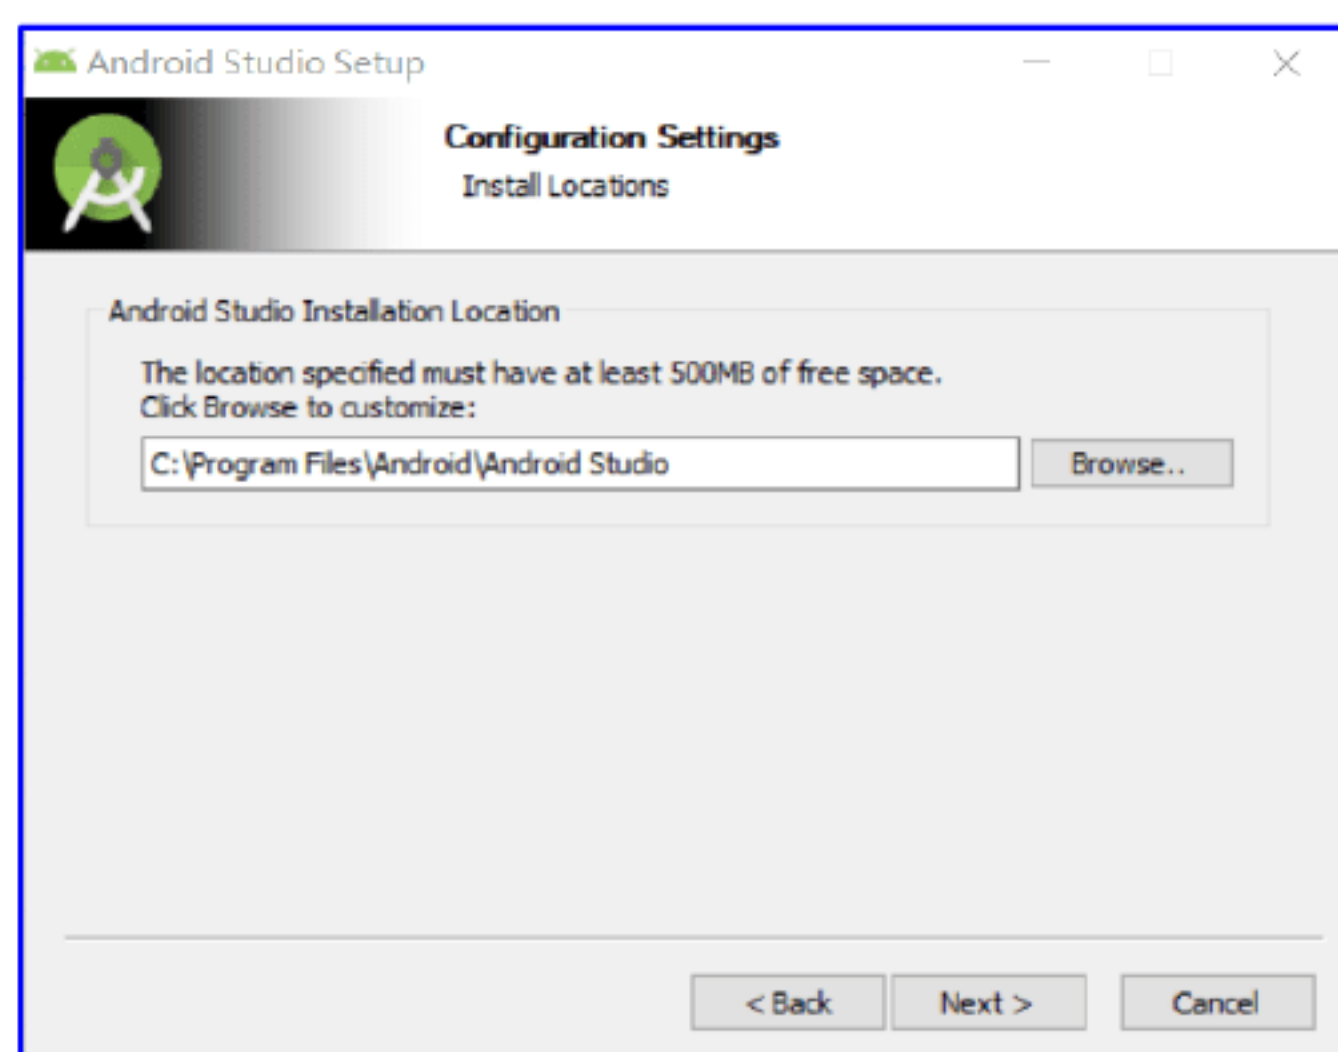 Android Studio Setup
Configuration Settings
Install Locations
Android Studio Installation Location
The location specified must have at least 500MB of free space.
Click Browse to customize:
C:\Program Files\Android\Android Studio
Browse..
< Back
Next >
Cancel